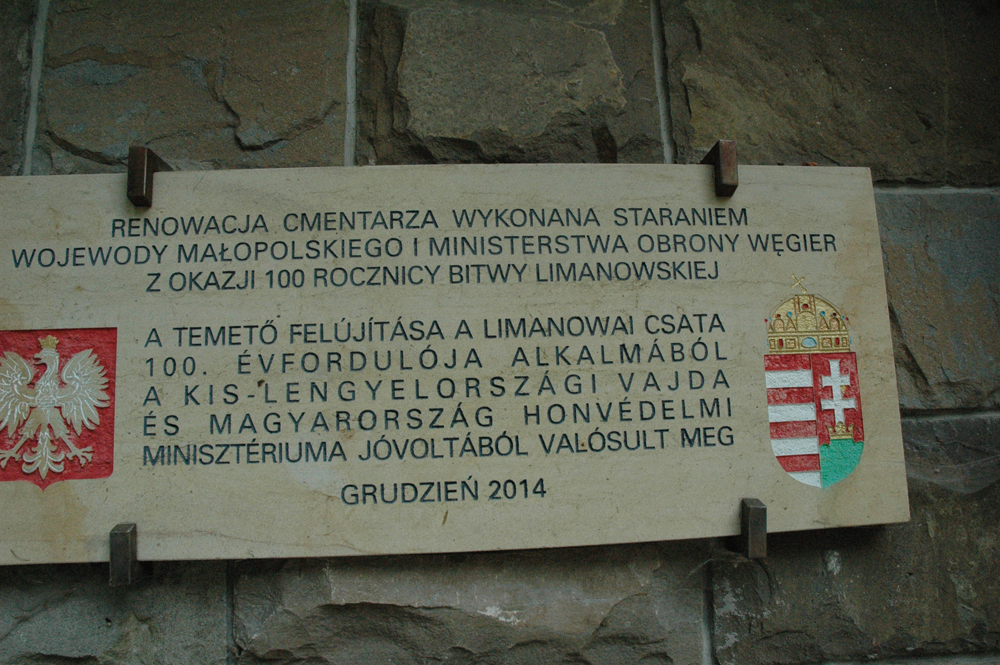 RENOWACJA CMENTARZA WYKONANA STARANIEM
WOJEWODY MAŁOPOLSKIEGO I MINISTERSTWA OBRONY WĘGIER
Z OKAZJI 100 ROCZNICY BITWY LIMANOWSKIEJ
A TEMETŐ FELÚJÍTÁSA A LIMANOWAI CSATA
100. ÉVFORDULÓJA ALKALMÁBÓL
A KIS-LENGYELORSZÁGI VAJDA
ÉS MAGYARORSZÁG HONVÉDELMI
MINISZTÉRIUMA JÓVOLTÁBÓL VALÓSULT MEG
GRUDZIEŃ 2014